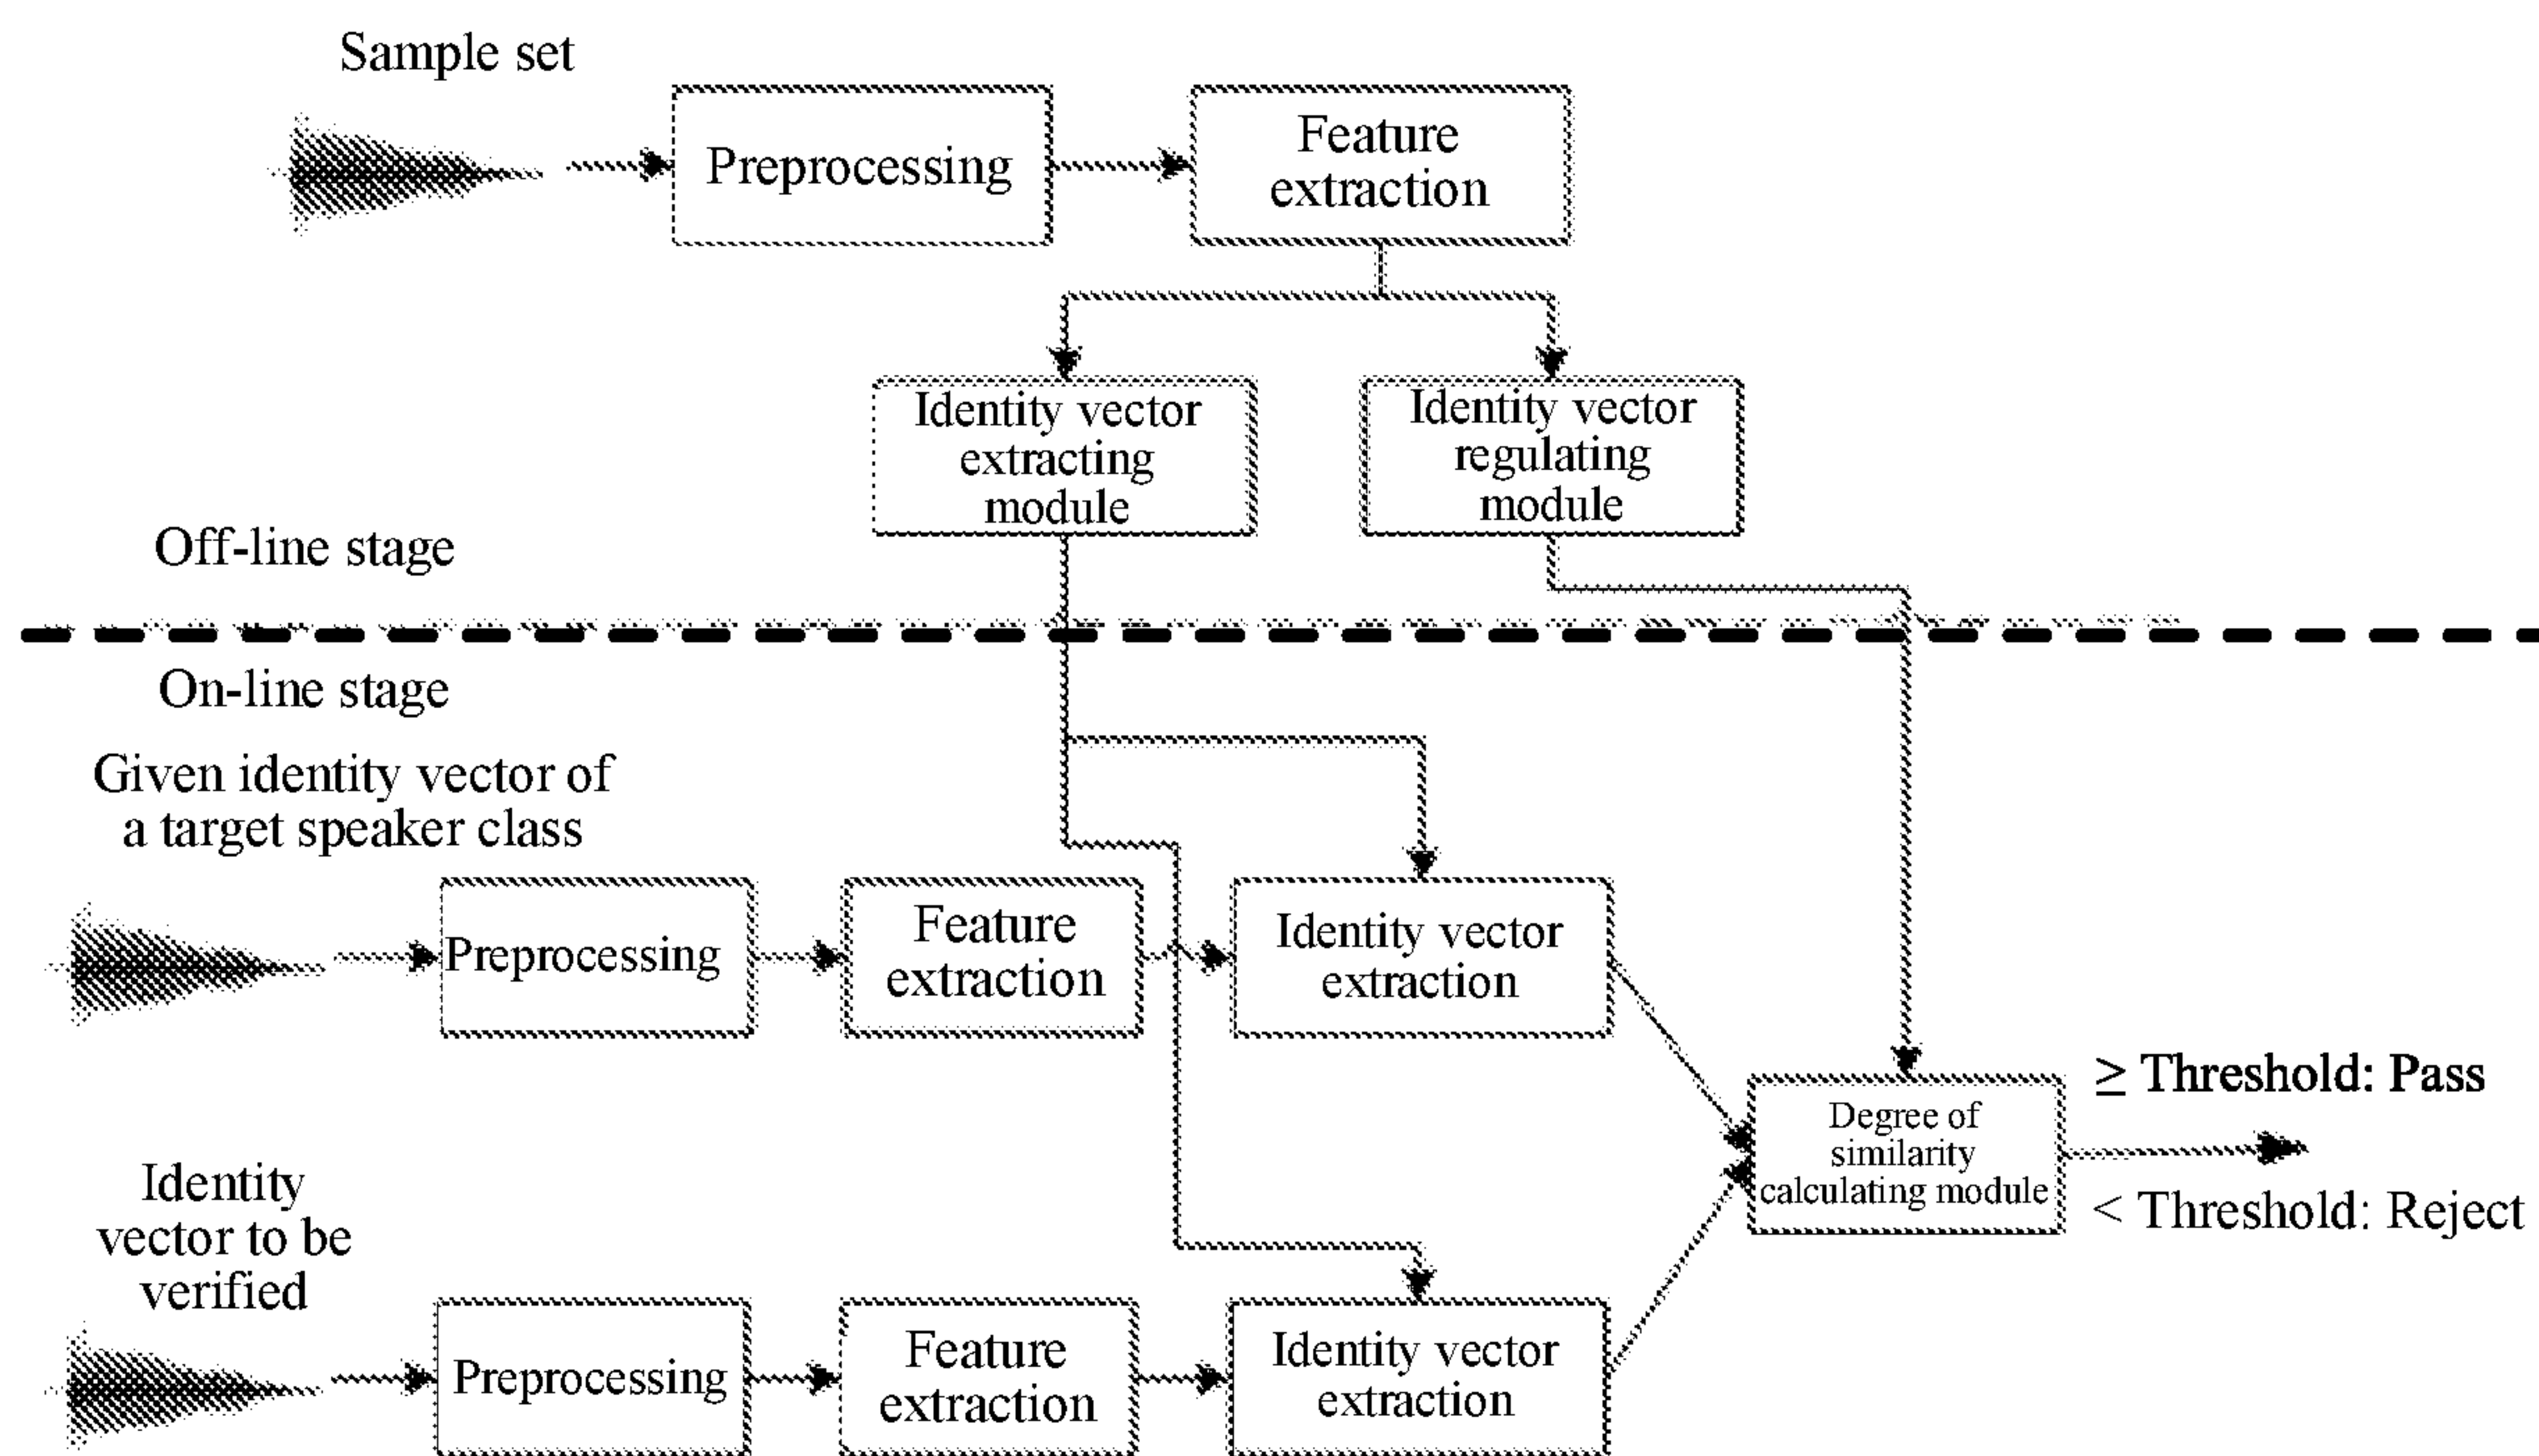 Sample set
Preprocessing
Feature
extraction
Identity vector
extracting
module
Identity vector
regulating
module
Off-line stage
On-line stage
Given identity vector of
a target speaker class
Preprocessing
Feature
extraction
Identity vector
extraction
Degree of
similarity
calculating module
≥ Threshold: Pass
< Threshold: Reject
Identity
vector to be
verified
Preprocessing
Feature
extraction
Identity vector
extraction